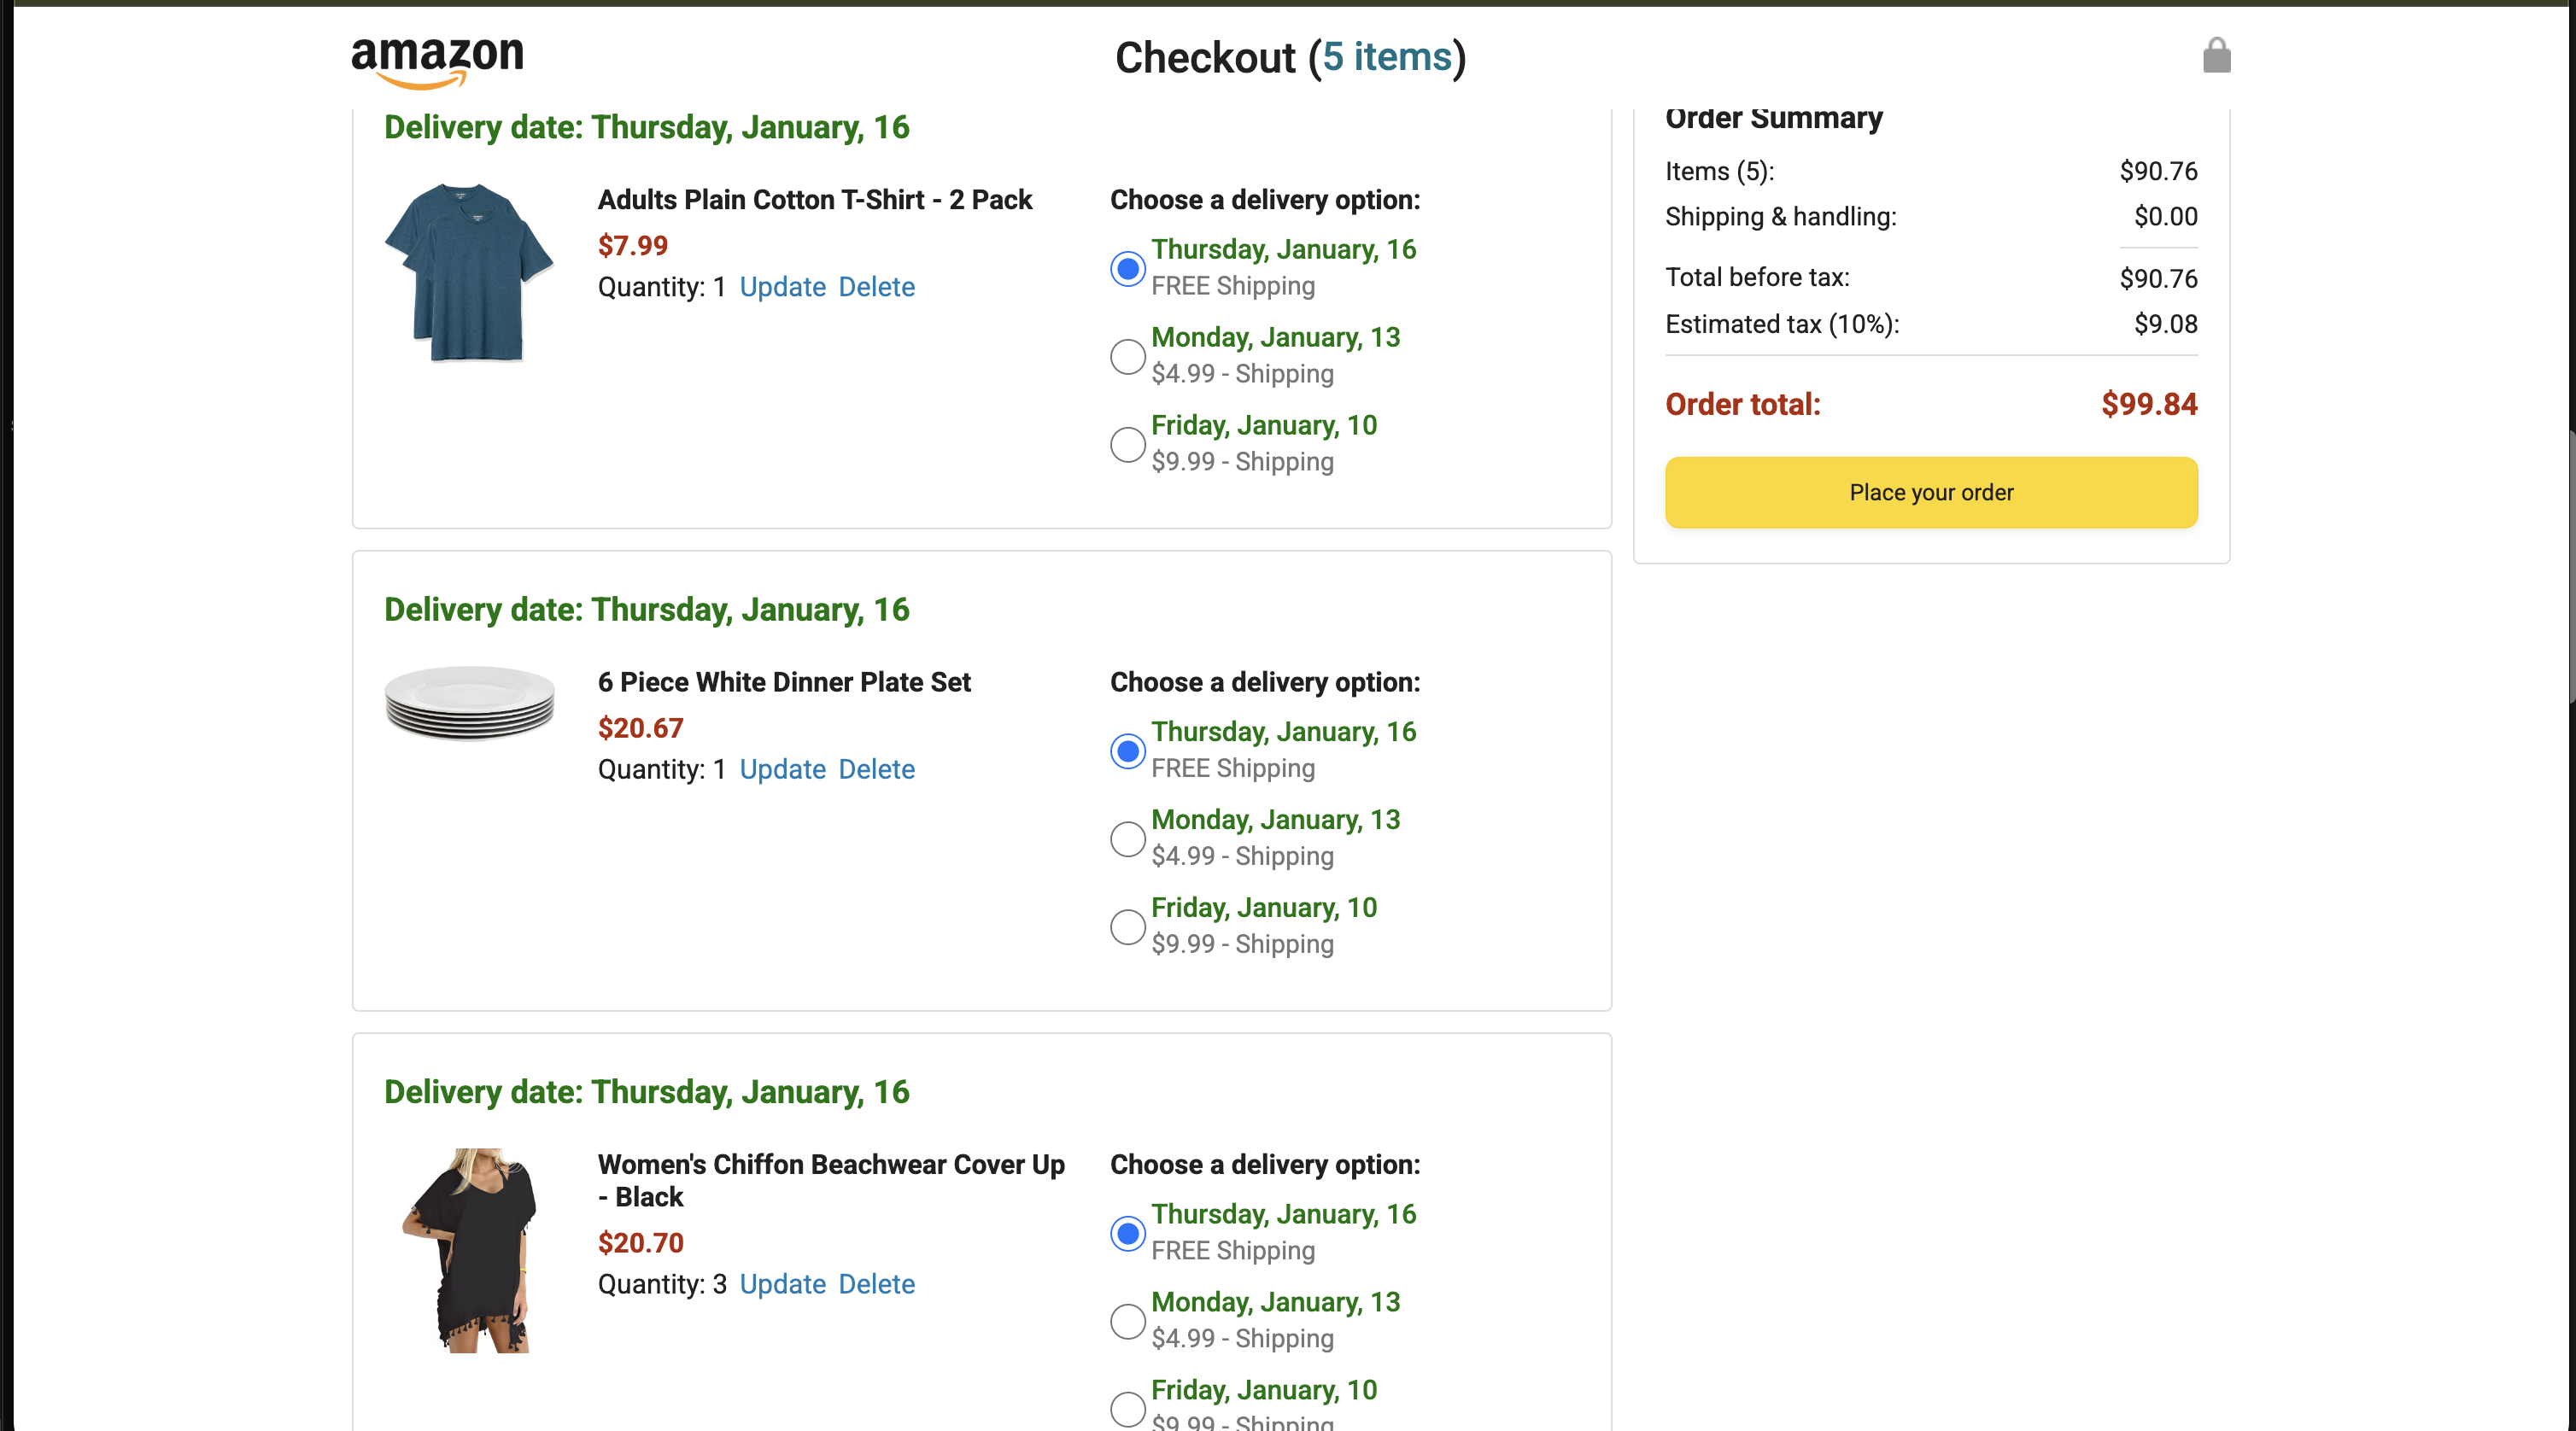 amazon
Checkout (5 items)
Delivery date: Thursday, January, 16
Adults Plain Cotton T-Shirt - 2 Pack
$7.99
Quantity: 1 Update Delete
Choose a delivery option:
Thursday, January, 16
FREE Shipping
Monday, January, 13
$4.99 - Shipping
Friday, January, 10
$9.99 - Shipping
Order Summary
Items (5): $90.76
Shipping & handling: $0.00
Total before tax: $90.76
Estimated tax (10%): $9.08
Order total: $99.84
Place your order
Delivery date: Thursday, January, 16
6 Piece White Dinner Plate Set
$20.67
Quantity: 1 Update Delete
Choose a delivery option:
Thursday, January, 16
FREE Shipping
Monday, January, 13
$4.99 - Shipping
Friday, January, 10
$9.99 - Shipping
Delivery date: Thursday, January, 16
Women's Chiffon Beachwear Cover Up
- Black
$20.70
Quantity: 3 Update Delete
Choose a delivery option:
Thursday, January, 16
FREE Shipping
Monday, January, 13
$4.99 - Shipping
Friday, January, 10
$9.99 - Shipping